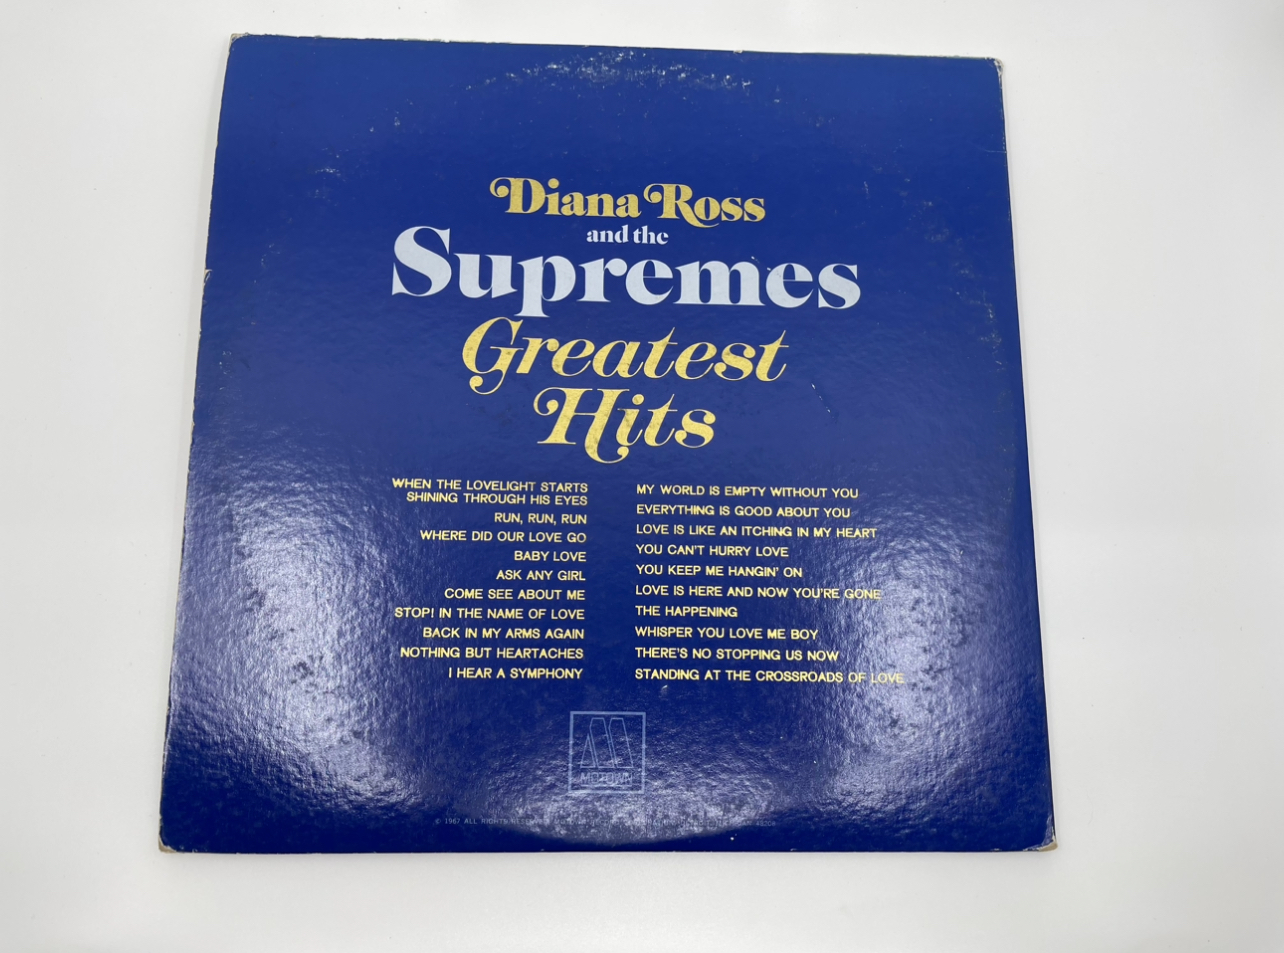 Diana Ross
and the
Supremes
Greatest
Hits
WHEN THE LOVELIGHT STARTS
SHINING THROUGH HIS EYES
RUN, RUN, RUN
WHERE DID OUR LOVE GO
BABY LOVE
ASK ANY GIRL
COME SEE ABOUT ME
STOP! IN THE NAME OF LOVE
BACK IN MY ARMS AGAIN
NOTHING BUT HEARTACHES
I HEAR A SYMPHONY
MY WORLD IS EMPTY WITHOUT YOU
EVERYTHING IS GOOD ABOUT YOU
LOVE IS LIKE AN ITCHING IN MY HEART
YOU CAN'T HURRY LOVE
YOU KEEP ME HANGIN' ON
LOVE IS HERE AND NOW YOU'RE GONE
THE HAPPENING
WHISPER YOU LOVE ME BOY
THERE'S NO STOPPING US NOW
STANDING AT THE CROSSROADS OF LOVE
MOTOWN
© 1967 ALL RIGHTS RESERVED